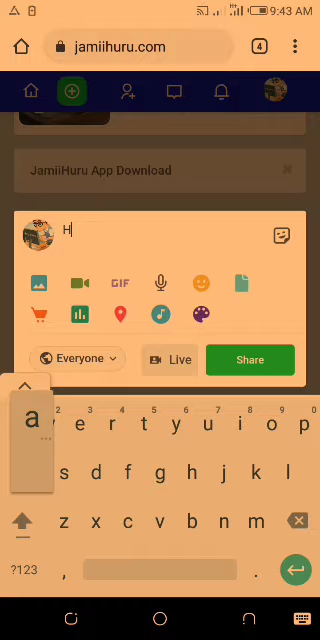 9:43 AM
jamiihuru.com
4
JamiiHuru App Download
H
GIF
Everyone
Live
Share
a
2 3 4 5 6 7 8 9 0
e r t y u i o p
s d f g h j k l
z x c v b n m
?123 , .